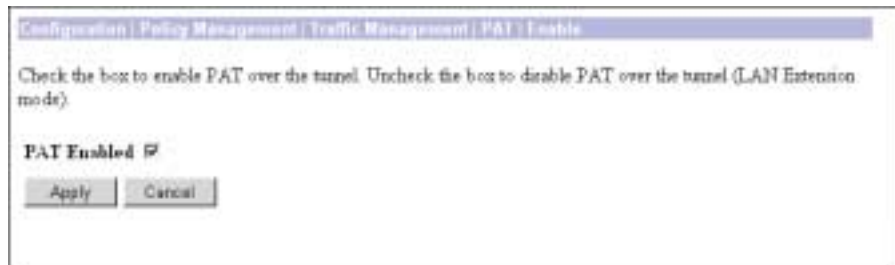 Configuration | Policy Management | Traffic Management | PAT | Enable
Check the box to enable PAT over the tunnel. Uncheck the box to disable PAT over the tunnel (LAN Extension
mode).
PAT Enabled
Apply Cancel